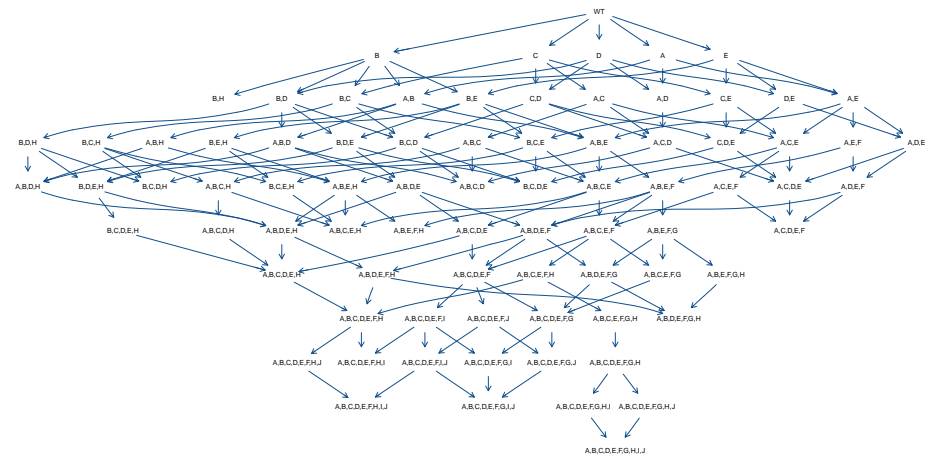 WT
B C D A E
B,H B,D B,C A,B B,E C,D A,C A,D C,E D,E A,E
B,D,H B,C,H A,B,H B,E,H A,B,D B,D,E B,C,D A,B,C B,C,E A,B,E A,C,D C,D,E A,C,E A,E,F A,D,E
A,B,D,H B,D,E,H B,C,D,H A,B,C,H B,C,E,H A,B,E,H A,B,D,E A,B,C,D B,C,D,E A,B,C,E A,B,E,F A,C,E,F A,C,D,E A,D,E,F
B,C,D,E,H A,B,C,D,H A,B,D,E,H A,B,C,E,H A,B,E,F,H A,B,C,D,E A,B,D,E,F A,B,C,E,F A,B,E,F,G A,C,D,E,F
A,B,C,D,E,H A,B,D,E,F,H A,B,C,D,E,F A,B,C,E,F,H A,B,D,E,F,G A,B,C,E,F,G A,B,E,F,G,H
A,B,C,D,E,F,H A,B,C,D,E,F,I A,B,C,D,E,F,J A,B,C,D,E,F,G A,B,C,E,F,G,H A,B,D,E,F,G,H
A,B,C,D,E,F,H,J A,B,C,D,E,F,H,I A,B,C,D,E,F,I,J A,B,C,D,E,F,G,I A,B,C,D,E,F,G,J A,B,C,D,E,F,G,H
A,B,C,D,E,F,H,I,J A,B,C,D,E,F,G,I,J A,B,C,D,E,F,G,H,I A,B,C,D,E,F,G,H,J
A,B,C,D,E,F,G,H,I,J